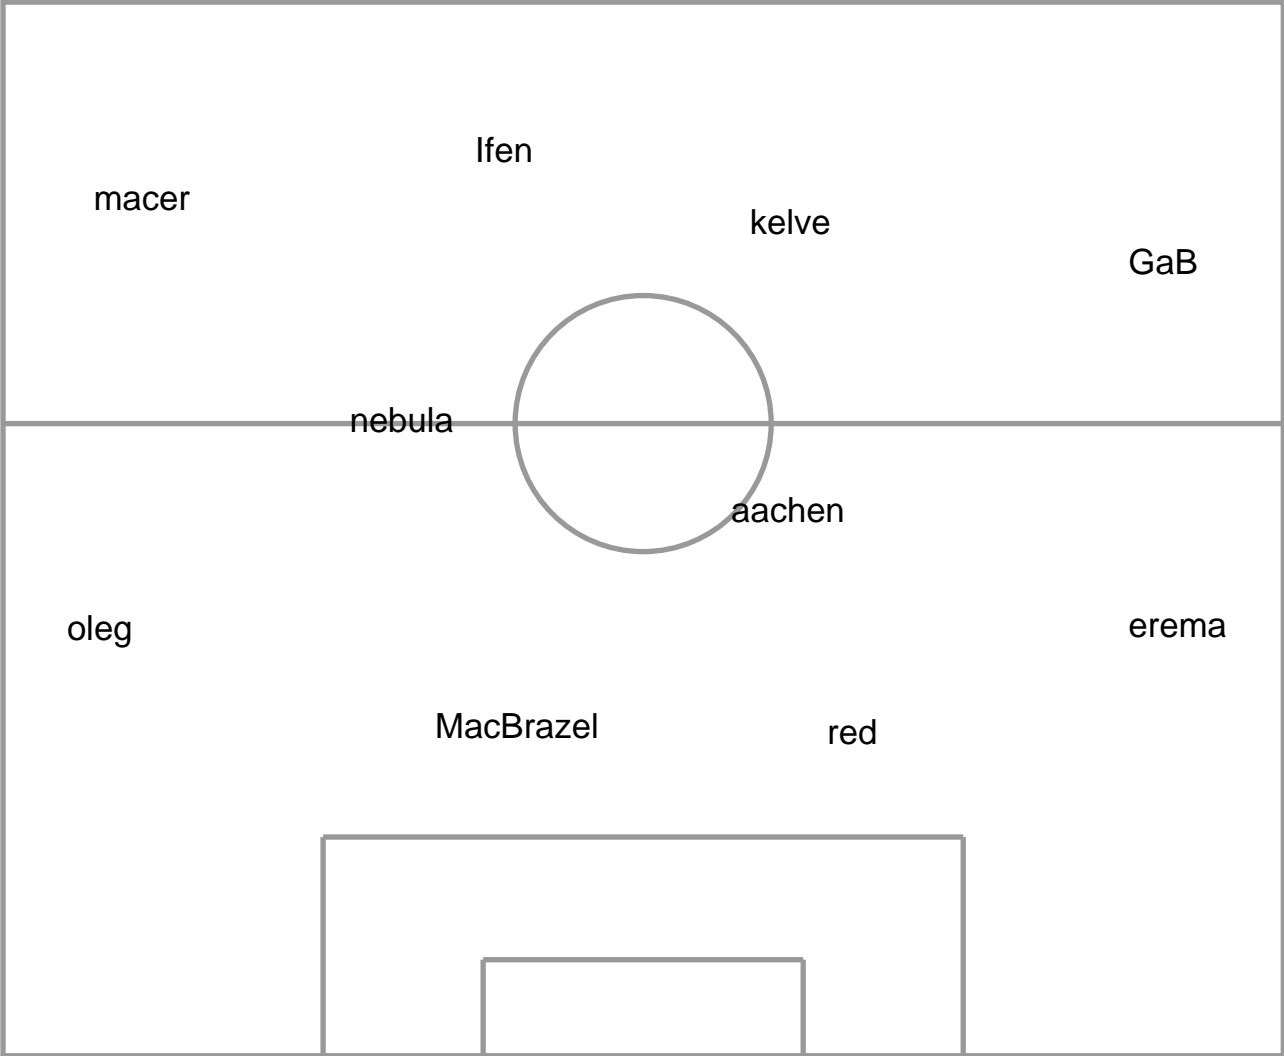 Ifen
macer
kelve
GaB
nebula
aachen
oleg
erema
MacBrazel
red